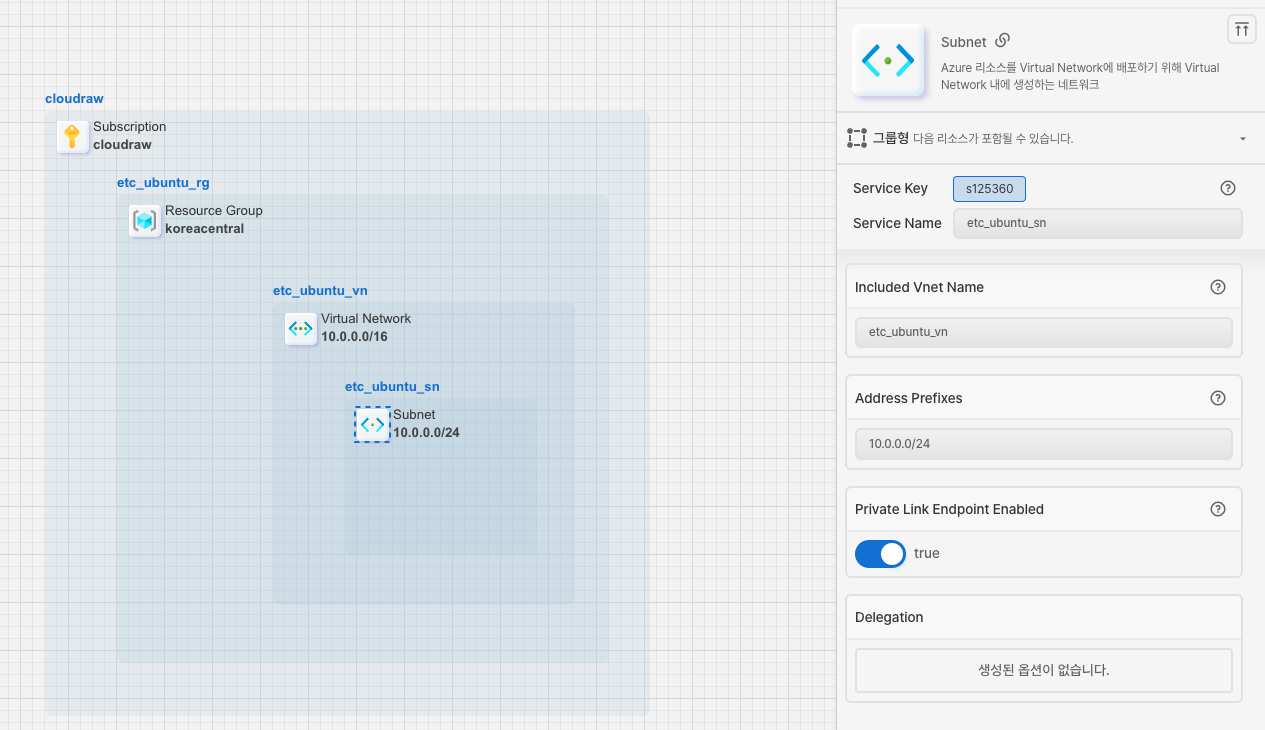 cloudraw
Subscription
cloudraw
etc_ubuntu_rg
Resource Group
koreacentral
etc_ubuntu_vn
Virtual Network
10.0.0.0/16
etc_ubuntu_sn
Subnet
10.0.0.0/24
Subnet
Azure 리소스를 Virtual Network에 배포하기 위해 Virtual
Network 내에 생성하는 네트워크
그룹형 다음 리소스가 포함될 수 있습니다.
Service Key s125360
Service Name etc_ubuntu_sn
Included Vnet Name
etc_ubuntu_vn
Address Prefixes
10.0.0.0/24
Private Link Endpoint Enabled
true
Delegation
생성된 옵션이 없습니다.